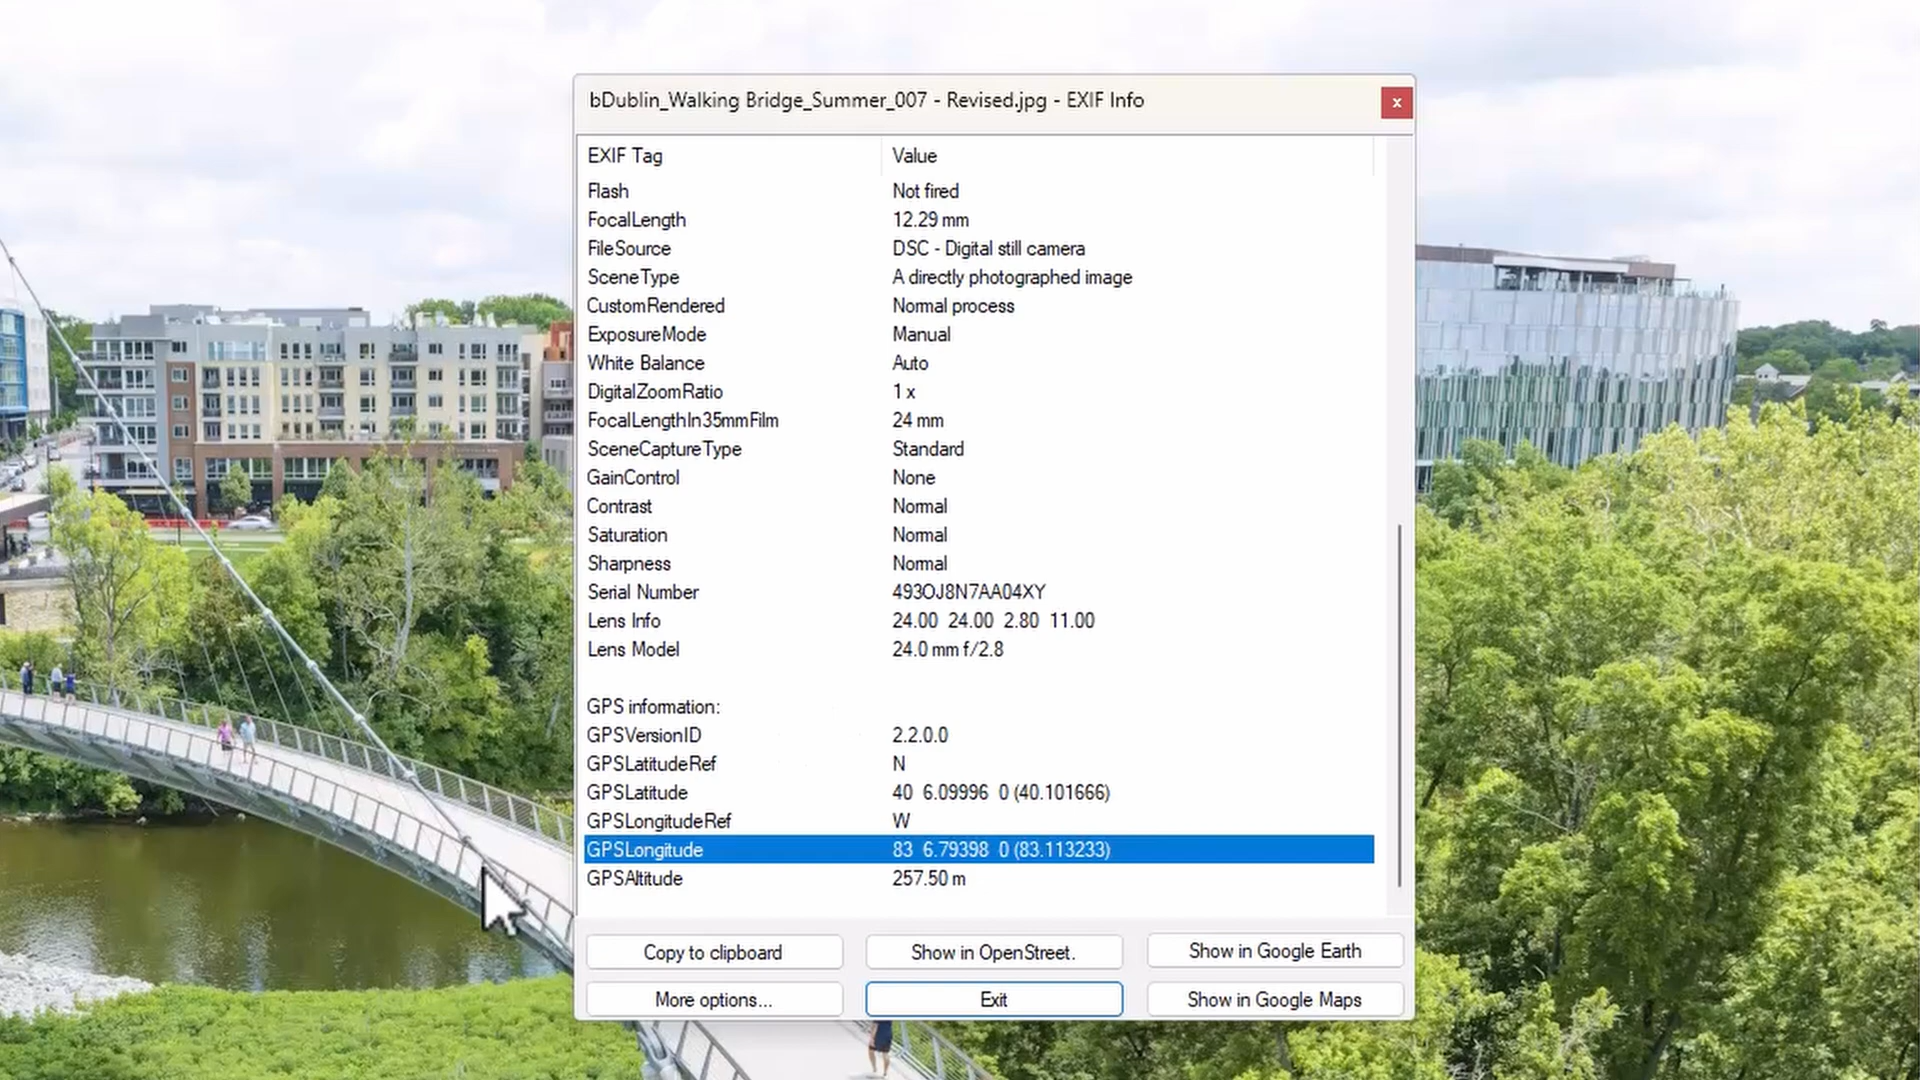 bDublin_Walking Bridge_Summer_007 - Revised.jpg - EXIF Info
x
EXIF Tag Value
Flash Not fired
FocalLength 12.29 mm
FileSource DSC - Digital still camera
SceneType A directly photographed image
CustomRendered Normal process
ExposureMode Manual
White Balance Auto
DigitalZoomRatio 1 x
FocalLengthIn35mmFilm 24 mm
SceneCaptureType Standard
GainControl None
Contrast Normal
Saturation Normal
Sharpness Normal
Serial Number 493OJ8N7AA04XY
Lens Info 24.00 24.00 2.80 11.00
Lens Model 24.0 mm f/2.8
GPS information:
GPSVersionID 2.2.0.0
GPSLatitudeRef N
GPSLatitude 40 6.09996 0 (40.101666)
GPSLongitudeRef W
GPSLongitude 83 6.79398 0 (83.113233)
GPSAltitude 257.50 m
Copy to clipboard Show in OpenStreet. Show in Google Earth
More options... Exit Show in Google Maps